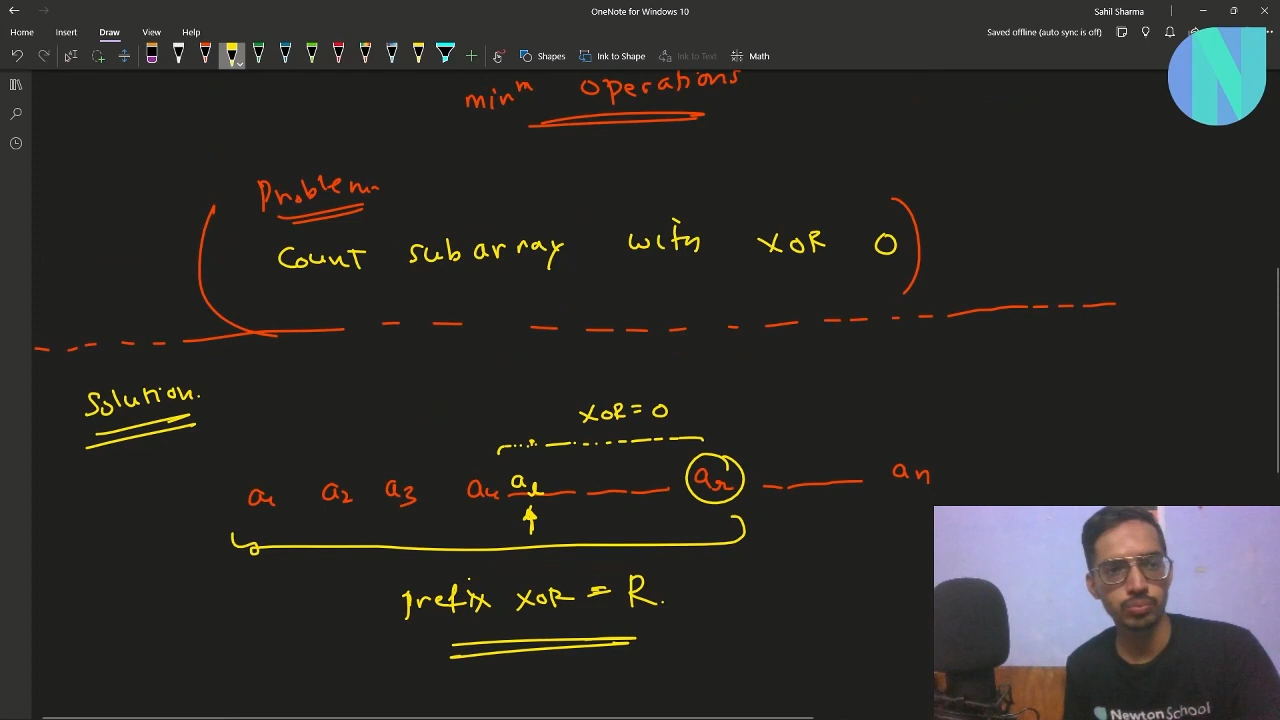 OneNote for Windows 10
Sahil Sharma
Home Insert Draw View Help
Saved offline (auto sync is off)
Shapes Ink to Shape Ink to Text Math
minᵐ operations
Problem
Count subarray with XOR 0
Solution.
XOR = 0
a1 a2 a3 a4 al ar an
prefix XOR = R.
Newton School